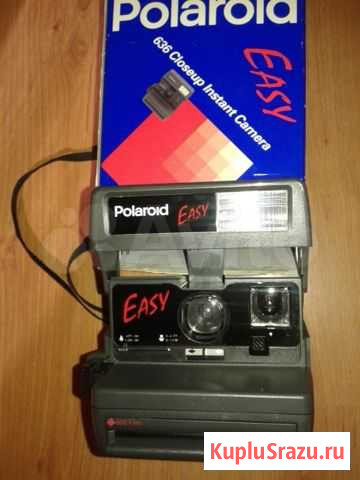 Polaroid
636 Closeup Instant Camera
EASY
Polaroid EASY
EASY
KupluSrazu.ru